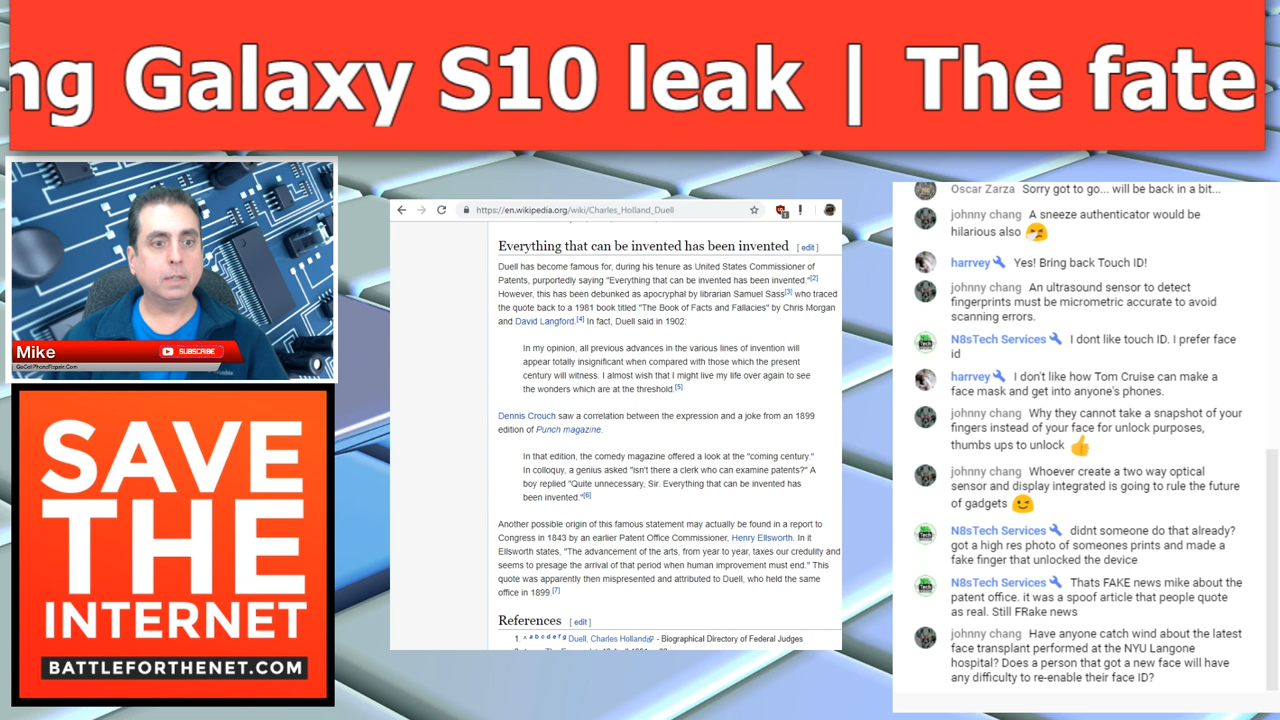 ng Galaxy S10 leak | The fate
Mike
SUBSCRIBE
GoCellPhoneRepair.Com
SAVE
THE
INTERNET
BATTLEFORTHENET.COM
https://en.wikipedia.org/wiki/Charles_Holland_Duell
Everything that can be invented has been invented [ edit ]
Duell has become famous for, during his tenure as United States Commissioner of
Patents, purportedly saying "Everything that can be invented has been invented."[2]
However, this has been debunked as apocryphal by librarian Samuel Sass[3] who traced
the quote back to a 1981 book titled "The Book of Facts and Fallacies" by Chris Morgan
and David Langford.[4] In fact, Duell said in 1902:
In my opinion, all previous advances in the various lines of invention will
appear totally insignificant when compared with those which the present
century will witness. I almost wish that I might live my life over again to see
the wonders which are at the threshold.[5]
Dennis Crouch saw a correlation between the expression and a joke from an 1899
edition of Punch magazine.
In that edition, the comedy magazine offered a look at the "coming century."
In colloquy, a genius asked "isn't there a clerk who can examine patents?" A
boy replied "Quite unnecessary, Sir. Everything that can be invented has
been invented."[6]
Another possible origin of this famous statement may actually be found in a report to
Congress in 1843 by an earlier Patent Office Commissioner, Henry Ellsworth. In it
Ellsworth states, "The advancement of the arts, from year to year, taxes our credulity and
seems to presage the arrival of that period when human improvement must end." This
quote was apparently then mispresented and attributed to Duell, who held the same
office in 1899.[7]
References [ edit ]
1. ^ a b c d e f g Duell, Charles Holland - Biographical Directory of Federal Judges
Oscar Zarza Sorry got to go... will be back in a bit...
johnny chang A sneeze authenticator would be
hilarious also
harrvey Yes! Bring back Touch ID!
johnny chang An ultrasound sensor to detect
fingerprints must be micrometric accurate to avoid
scanning errors.
N8sTech Services I dont like touch ID. I prefer face
id
harrvey I don't like how Tom Cruise can make a
face mask and get into anyone's phones.
johnny chang Why they cannot take a snapshot of your
fingers instead of your face for unlock purposes,
thumbs ups to unlock
johnny chang Whoever create a two way optical
sensor and display integrated is going to rule the future
of gadgets
N8sTech Services didnt someone do that already?
got a high res photo of someones prints and made a
fake finger that unlocked the device
N8sTech Services Thats FAKE news mike about the
patent office. it was a spoof article that people quote
as real. Still FRake news
johnny chang Have anyone catch wind about the latest
face transplant performed at the NYU Langone
hospital? Does a person that got a new face will have
any difficulty to re-enable their face ID?